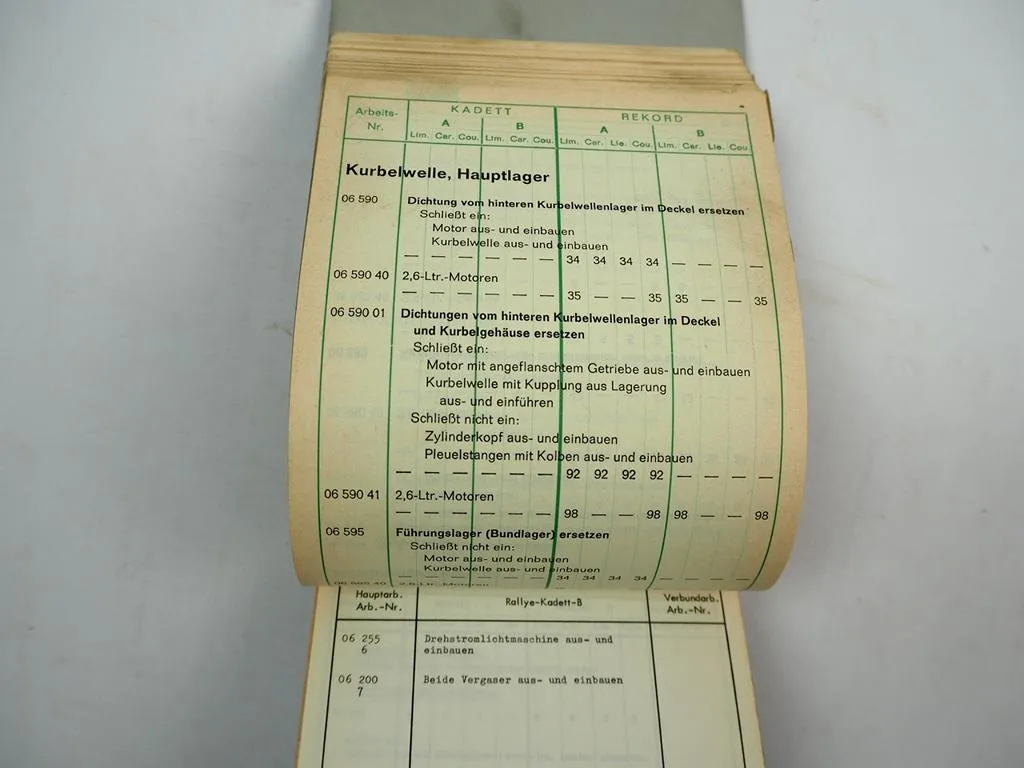 Arbeits-Nr. KADETT REKORD
A B A B
Lim. Car. Cou. Lim. Car. Cou. Lim. Car. Lie. Cou. Lim. Car. Lie. Cou.
Kurbelwelle, Hauptlager
06 590 Dichtung vom hinteren Kurbelwellenlager im Deckel ersetzen
Schließt ein:
Motor aus- und einbauen
Kurbelwelle aus- und einbauen
— — — — — — 34 34 34 34 — — — —
06 590 40 2,6-Ltr.-Motoren
— — — — — — 35 — — 35 35 — — 35
06 590 01 Dichtungen vom hinteren Kurbelwellenlager im Deckel
und Kurbelgehäuse ersetzen
Schließt ein:
Motor mit angeflanschtem Getriebe aus- und einbauen
Kurbelwelle mit Kupplung aus Lagerung
aus- und einführen
Schließt nicht ein:
Zylinderkopf aus- und einbauen
Pleuelstangen mit Kolben aus- und einbauen
— — — — — — 92 92 92 92 — — — —
06 590 41 2,6-Ltr.-Motoren
— — — — — — 98 — — 98 98 — — 98
06 595 Führungslager (Bundlager) ersetzen
Schließt nicht ein:
Motor aus- und einbauen
Kurbelwelle aus- und einbauen
— — — — — — 34 34 34 34 — — — —
06 595 40 2,6-Ltr.-Motoren
Hauptarb. Arb.-Nr. Rallye-Kadett-B Verbundarb. Arb.-Nr.
06 255 Drehstromlichtmaschine aus- und
6 einbauen
06 200 Beide Vergaser aus- und einbauen
7